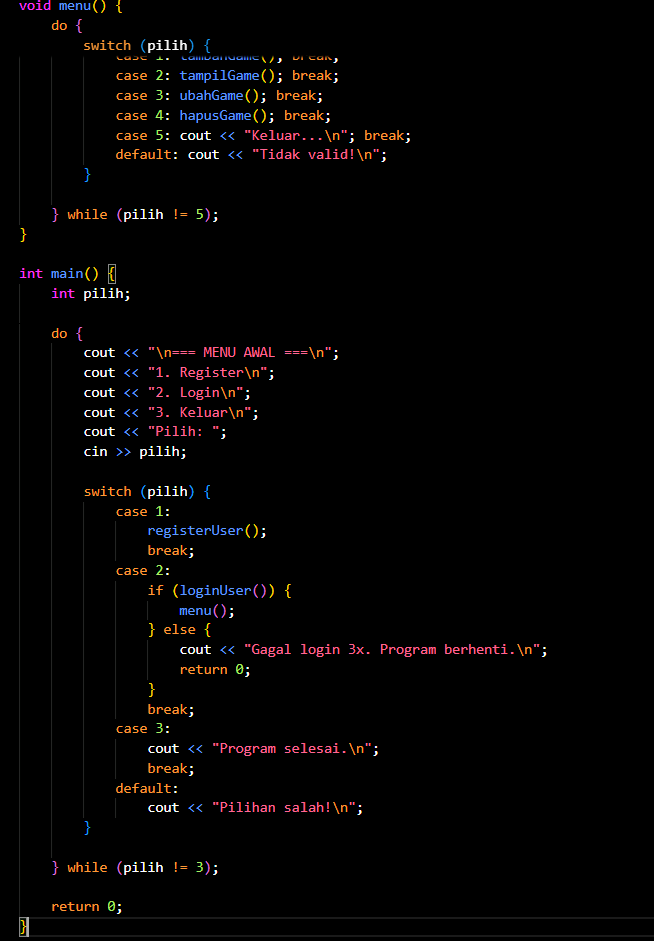 void menu() {
    do {
        switch (pilih) {
            case 1: tambahGame(); break;
            case 2: tampilGame(); break;
            case 3: ubahGame(); break;
            case 4: hapusGame(); break;
            case 5: cout << "Keluar...\n"; break;
            default: cout << "Tidak valid!\n";
        }

    } while (pilih != 5);
}

int main() {
    int pilih;

    do {
        cout << "\n=== MENU AWAL ===\n";
        cout << "1. Register\n";
        cout << "2. Login\n";
        cout << "3. Keluar\n";
        cout << "Pilih: ";
        cin >> pilih;

        switch (pilih) {
            case 1:
                registerUser();
                break;
            case 2:
                if (loginUser()) {
                    menu();
                } else {
                    cout << "Gagal login 3x. Program berhenti.\n";
                    return 0;
                }
                break;
            case 3:
                cout << "Program selesai.\n";
                break;
            default:
                cout << "Pilihan salah!\n";
        }

    } while (pilih != 3);

    return 0;
}